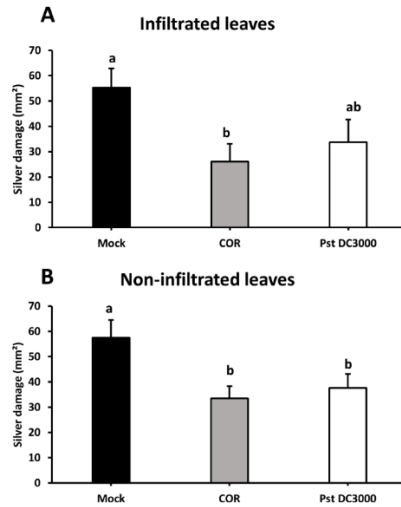 A
Infiltrated leaves
Silver damage (mm²)
70
60
50
40
30
20
10
0
a
b
ab
Mock COR Pst DC3000
B
Non-infiltrated leaves
Silver damage (mm²)
70
60
50
40
30
20
10
0
a
b
b
Mock COR Pst DC3000